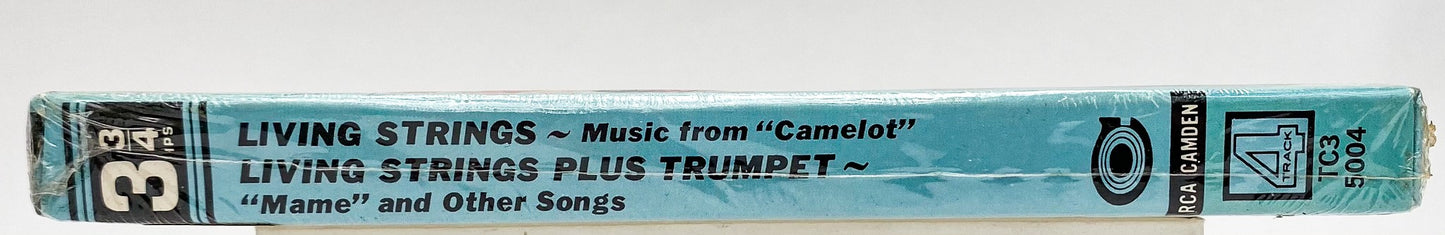 3 3/4 IPS
LIVING STRINGS ~ Music from “Camelot”
LIVING STRINGS PLUS TRUMPET ~
“Mame” and Other Songs
RCA CAMDEN
4 TRACK
TC3
5004